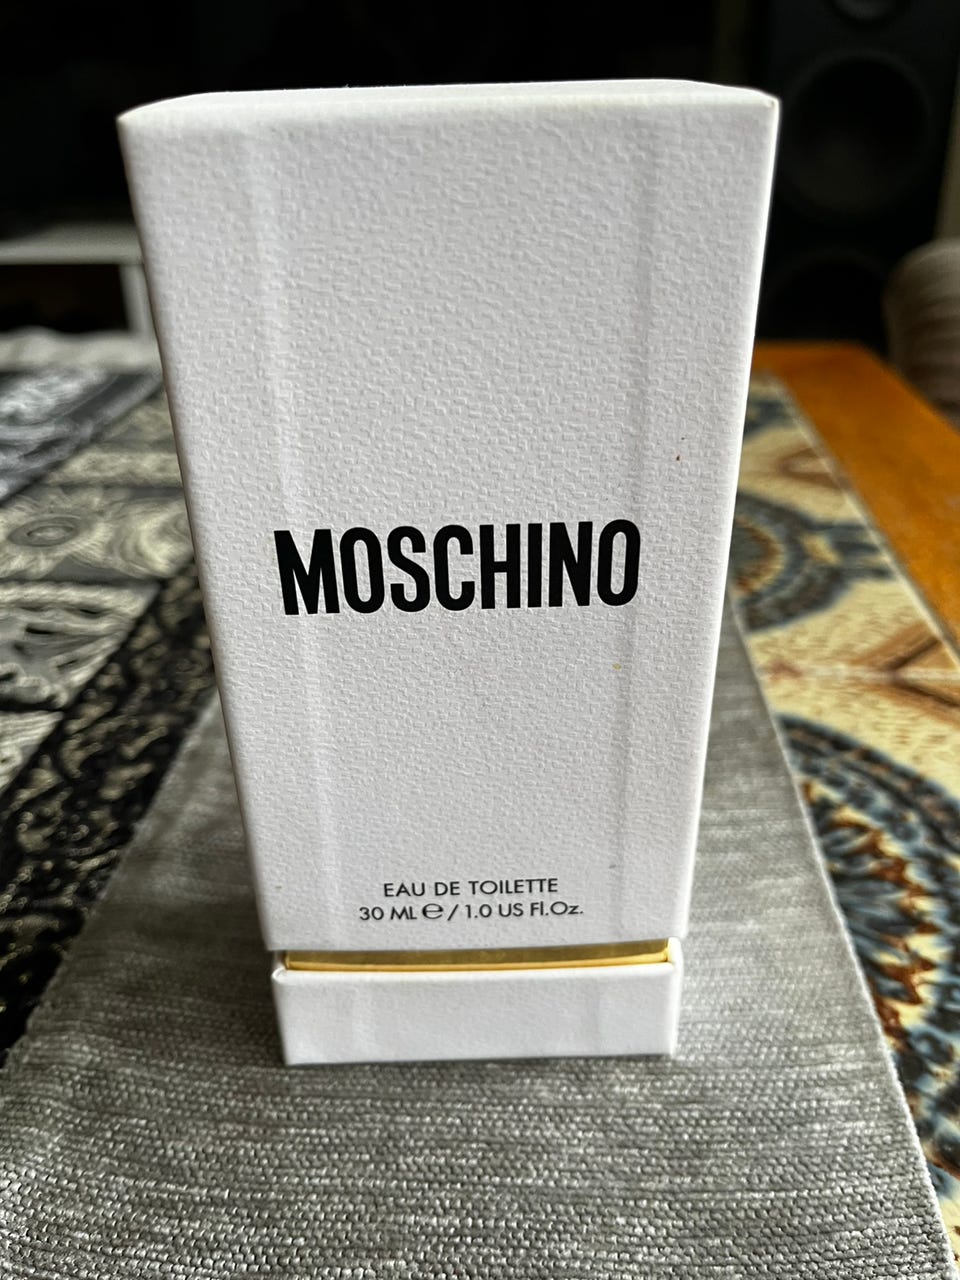 MOSCHINO
EAU DE TOILETTE
30 ML ℮ / 1.0 US Fl.Oz.